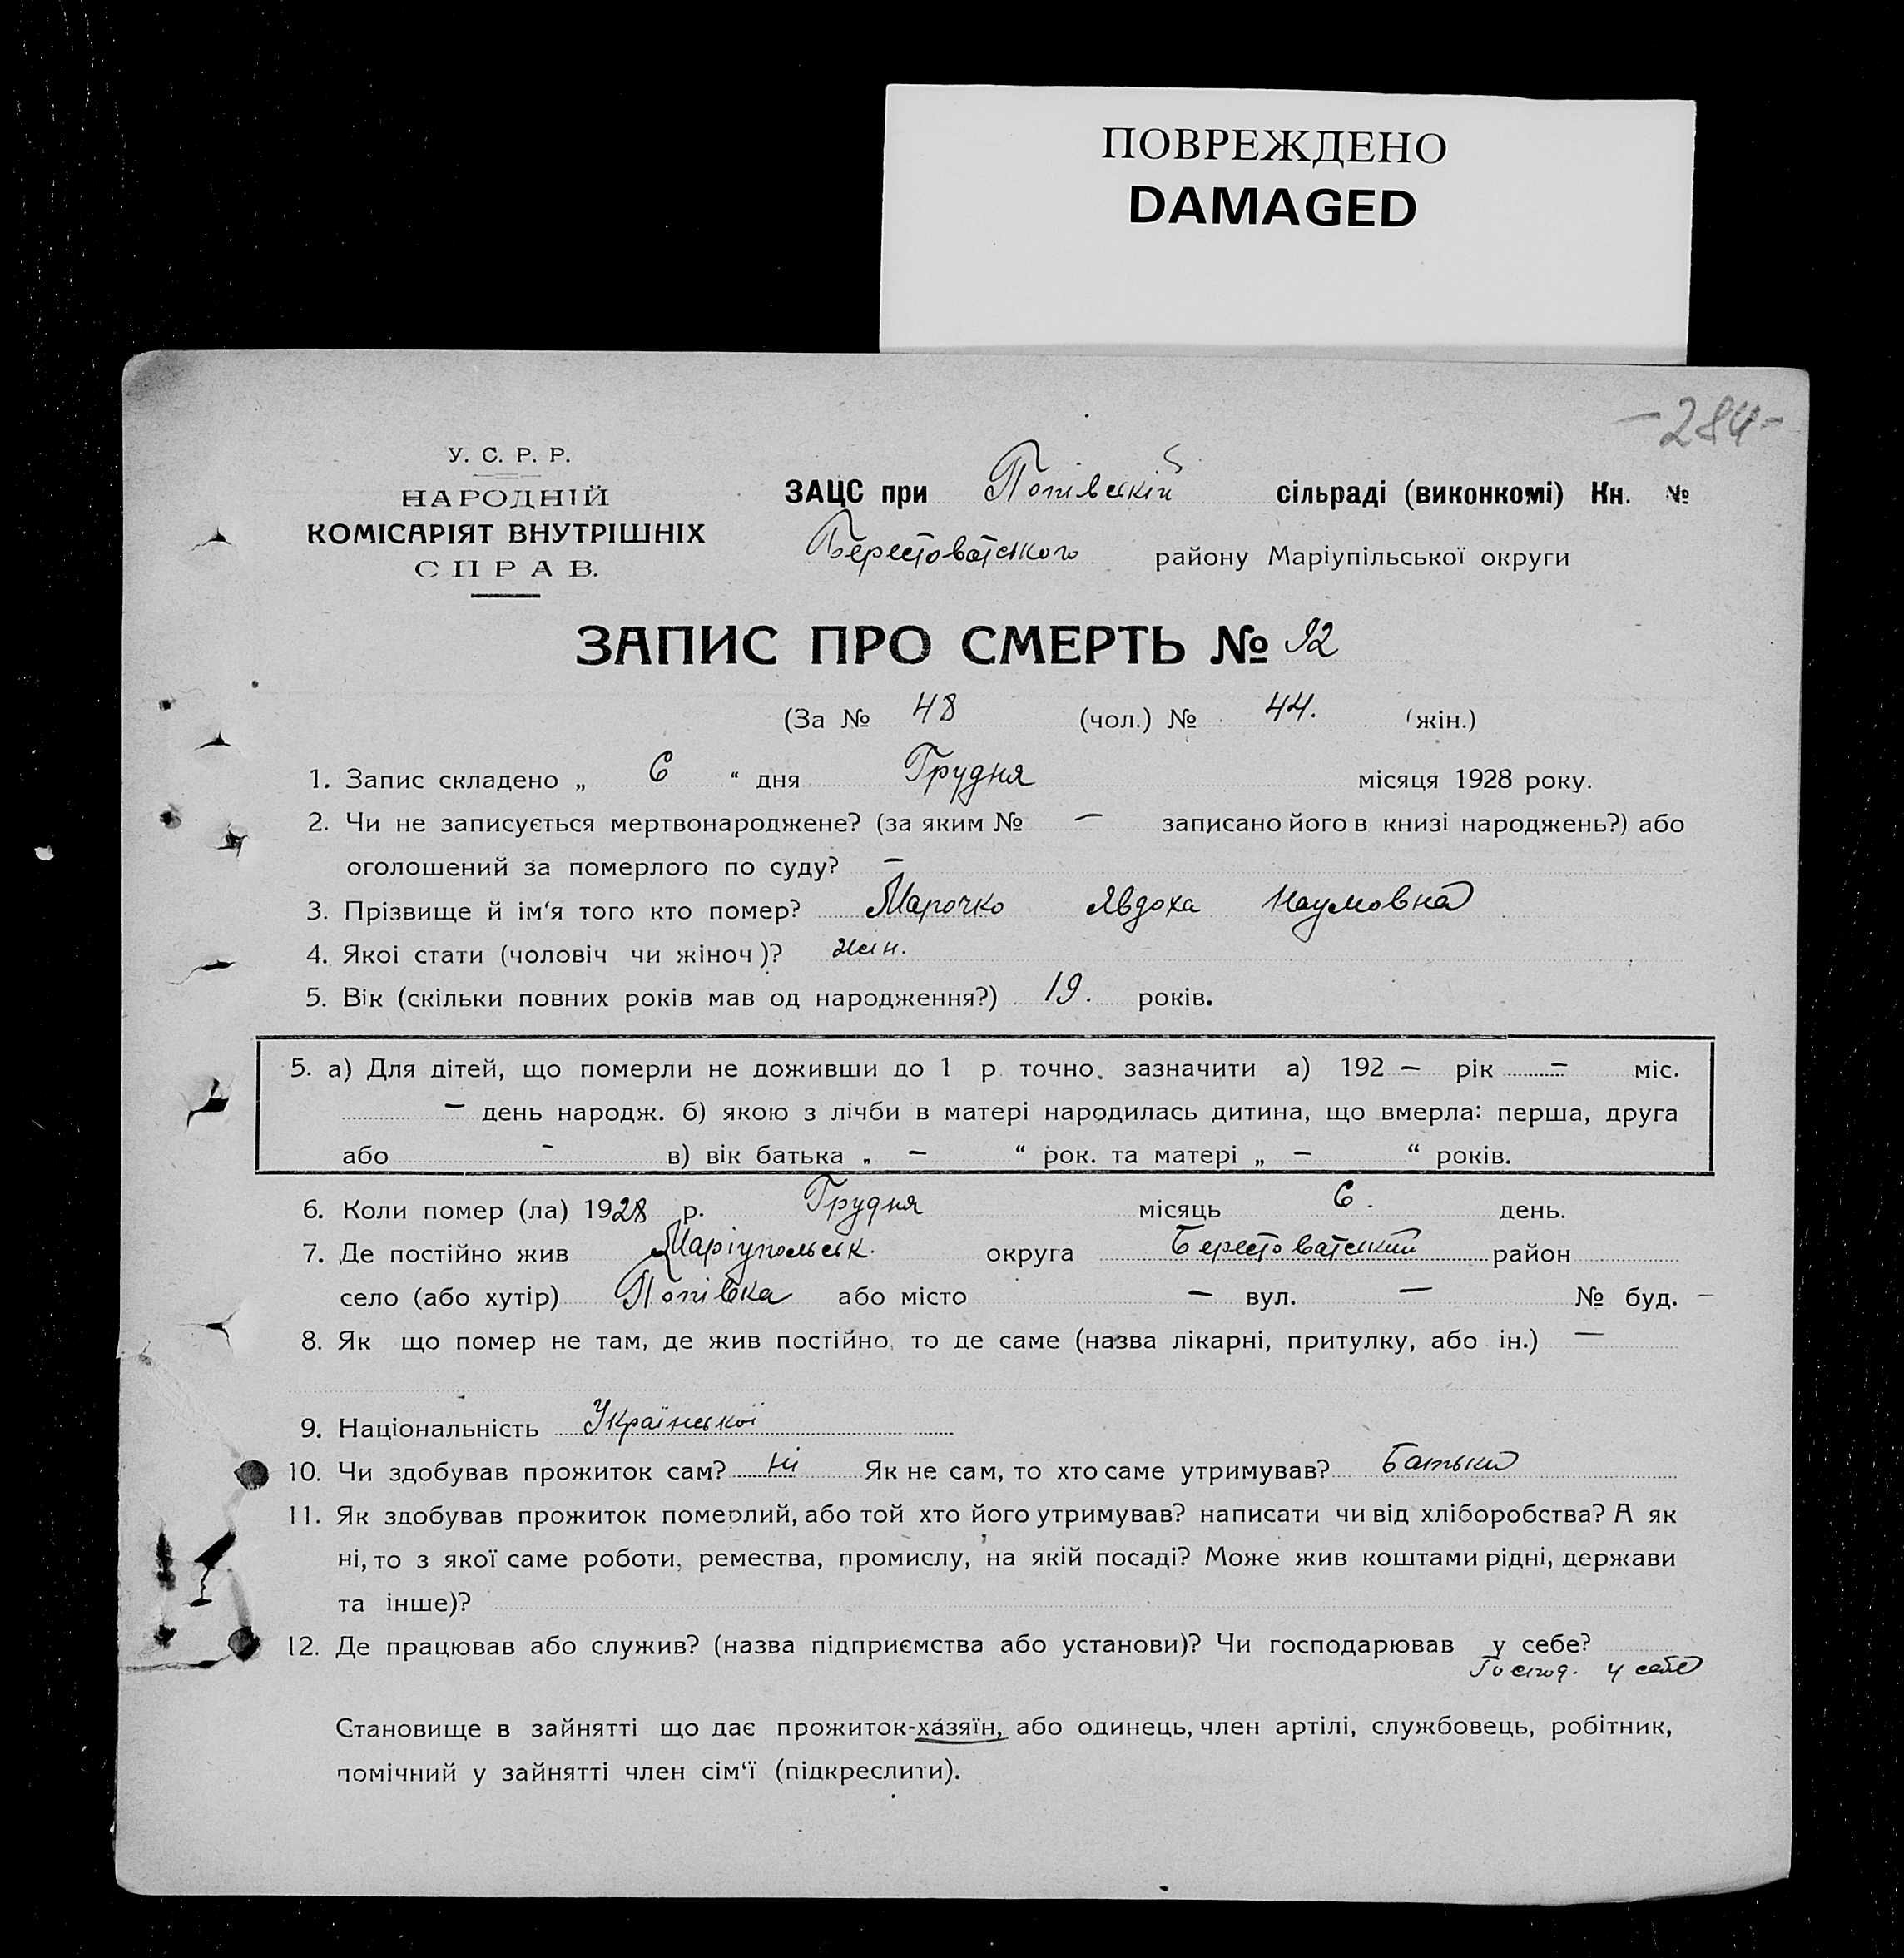 ПОВРЕЖДЕНО
DAMAGED
-284-
У. С. Р. Р.
НАРОДНІЙ
КОМІСАРІЯТ ВНУТРІШНІХ
СПРАВ.
ЗАЦС при Попівській сільраді (виконкомі) Кн. №
Берестоватського району Маріупільської округи
ЗАПИС ПРО СМЕРТЬ № 92
(За № 48 (чол.) № 44. (жін.)
1. Запис складено „ 6 “ дня Грудня місяця 1928 року.
2. Чи не записується мертвонароджене? (за яким № — записано його в книзі народжень?) або
оголошений за померлого по суду? —
3. Прізвище й ім‘я того кто помер? Марочко Явдоха Наумовна
4. Якоі стати (чоловіч чи жіноч)? жін.
5. Вік (скільки повних років мав од народження?) 19. років.
5. а) Для дітей, що померли не доживши до 1 р. точно. зазначити а) 192 — рік — міс.
— день народж. б) якою з лічби в матері народилась дитина, що вмерла: перша, друга
або - в) вік батька „ — “ рок. та матері „ — “ років.
6. Коли помер (ла) 1928 р. Грудня місяць 6. день.
7. Де постійно жив Маріупольськ. округа Берестоватський район
село (або хутір) Попівка або місто — вул. — № буд. —
8. Як що помер не там, де жив постійно, то де саме (назва лікарні, притулку, або ін.) —
9. Національність Української
10. Чи здобував прожиток сам? ні Як не сам, то хто саме утримував? Батьки
11. Як здобував прожиток померлий, або той хто його утримував? написати чи від хліборобства? А як
ні, то з якої саме роботи, ремества, промислу, на якій посаді? Може жив коштами рідні, держави
та інше)?
12. Де працював або служив? (назва підприємства або установи)? Чи господарював у себе?
Господ. у себе
Становище в зайнятті що дає прожиток-хазяїн, або одинець, член артілі, службовець, робітник,
помічний у зайнятті член сім‘ї (підкреслити).